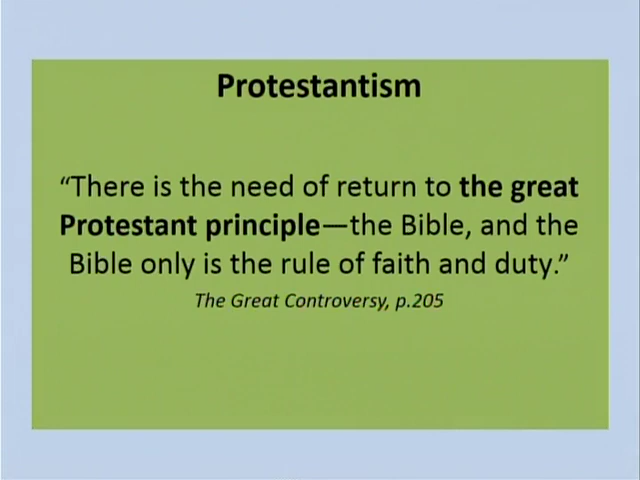 Protestantism
“There is the need of return to the great
Protestant principle—the Bible, and the
Bible only is the rule of faith and duty.”
The Great Controversy, p.205